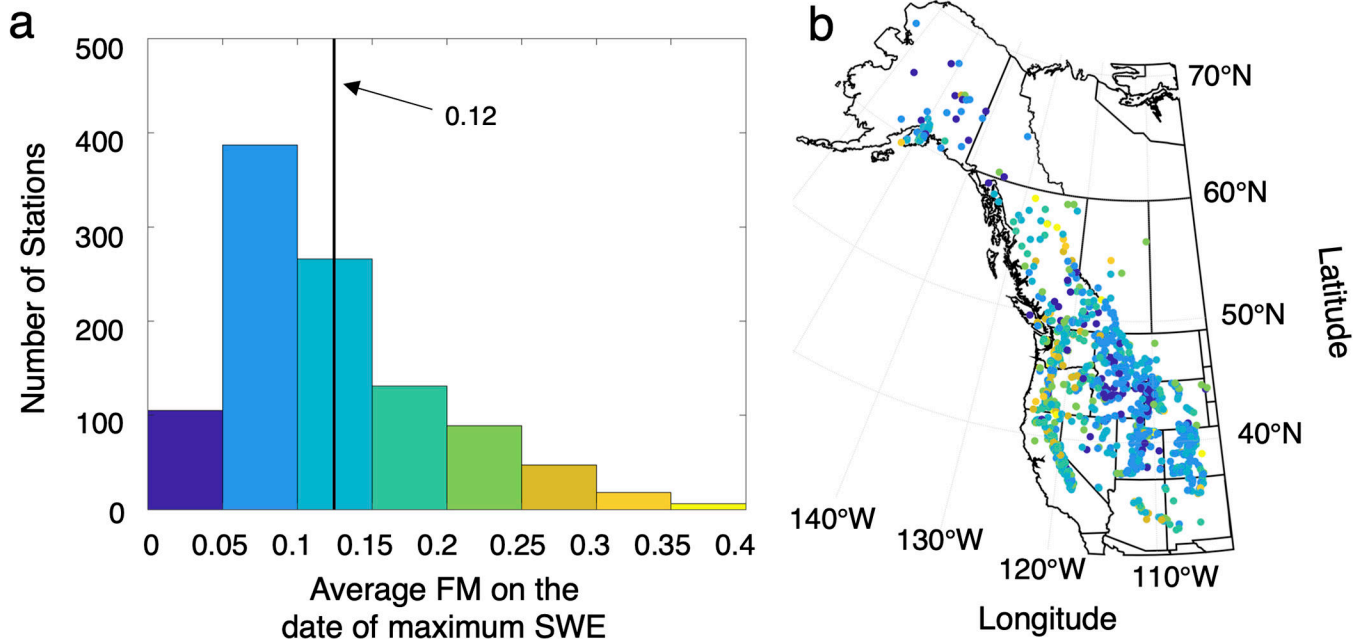 a
500
400
300
200
100
0
Number of Stations
0.12
0 0.05 0.1 0.15 0.2 0.25 0.3 0.35 0.4
Average FM on the
date of maximum SWE
b
70°N
60°N
50°N
40°N
Latitude
140°W
130°W
120°W
110°W
Longitude